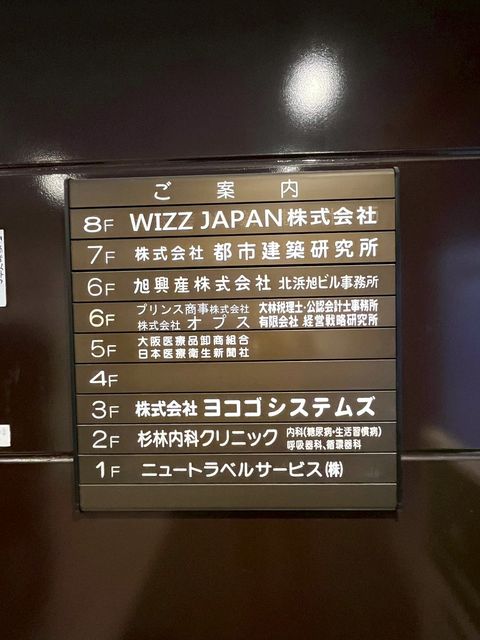 ご案内
8F WIZZ JAPAN 株式会社
7F 株式会社 都市建築研究所
6F 旭興産株式会社 北浜旭ビル事務所
6F プリンス商事株式会社 大林税理士・公認会計士事務所
株式会社 オプス 有限会社 経営戦略研究所
5F 大阪医療品卸商組合
日本医療衛生新聞社
4F
3F 株式会社 ヨコゴシステムズ
2F 杉林内科クリニック 内科(糖尿病・生活習慣病)
呼吸器科、循環器科
1F ニュートラベルサービス(株)